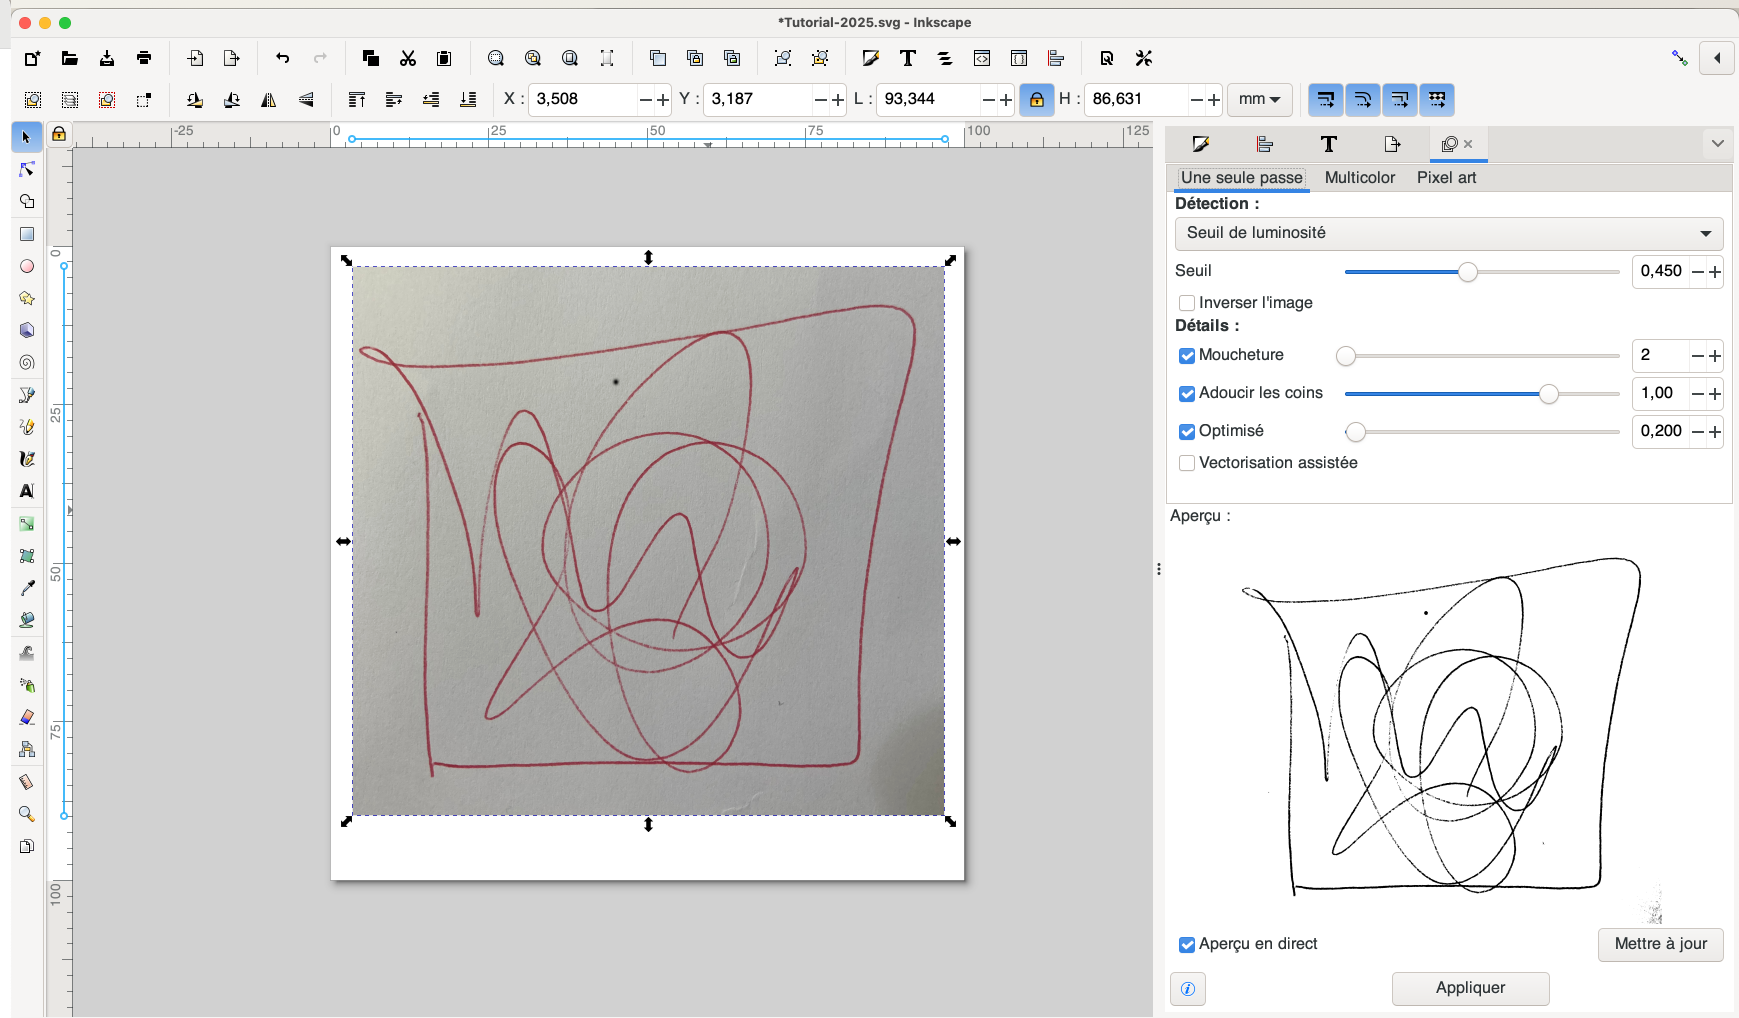 *Tutorial-2025.svg - Inkscape
X : 3,508 Y : 3,187 L : 93,344 H : 86,631 mm
-25 0 25 50 75 100 125
0
25
50
75
100
Une seule passe Multicolor Pixel art
Détection :
Seuil de luminosité
Seuil 0,450
Inverser l'image
Détails :
Moucheture 2
Adoucir les coins 1,00
Optimisé 0,200
Vectorisation assistée
Aperçu :
Aperçu en direct Mettre à jour
Appliquer